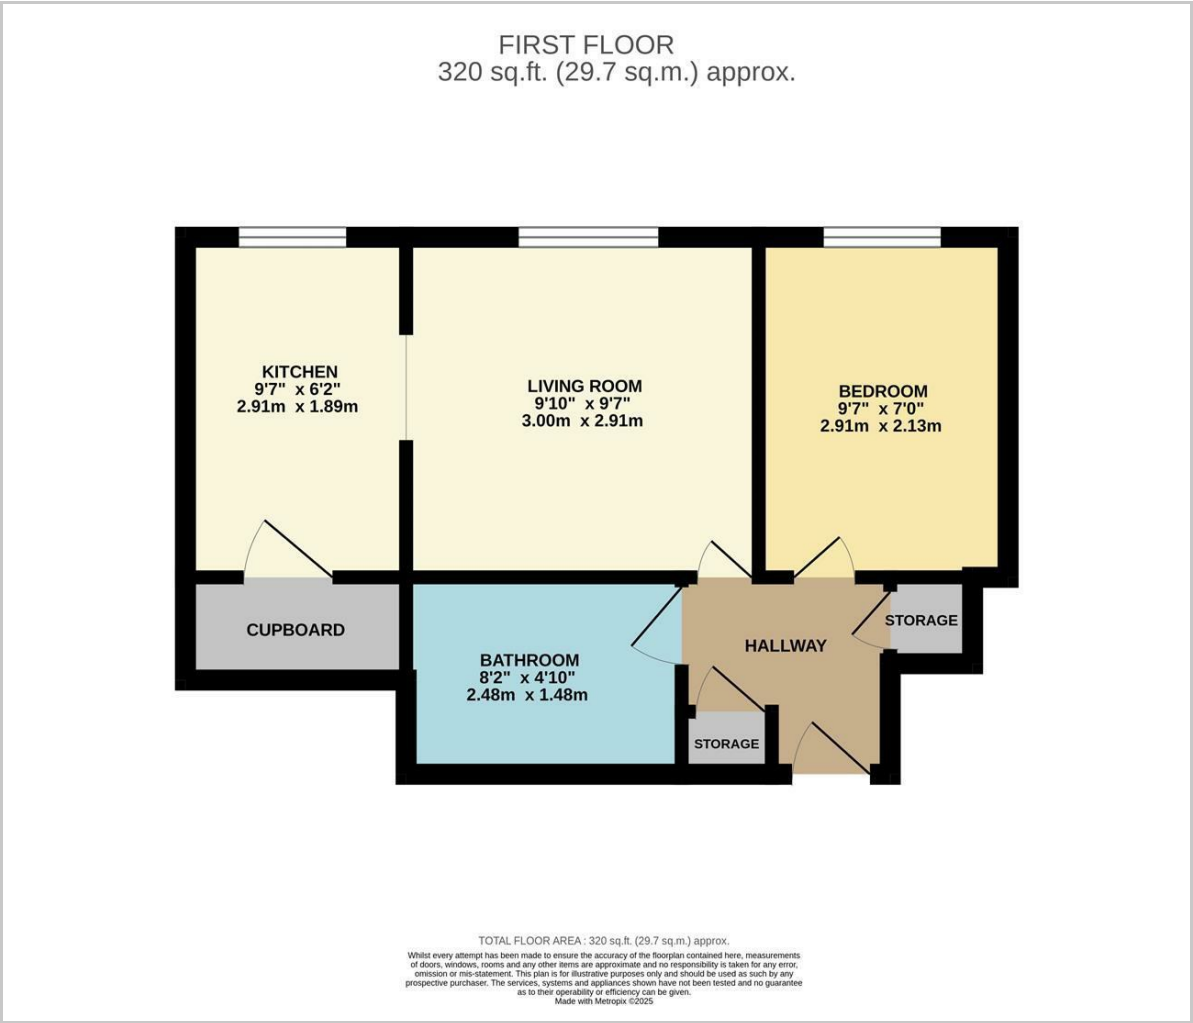 FIRST FLOOR
320 sq.ft. (29.7 sq.m.) approx.
KITCHEN
9'7" x 6'2"
2.91m x 1.89m
LIVING ROOM
9'10" x 9'7"
3.00m x 2.91m
BEDROOM
9'7" x 7'0"
2.91m x 2.13m
CUPBOARD
BATHROOM
8'2" x 4'10"
2.48m x 1.48m
HALLWAY
STORAGE
STORAGE
TOTAL FLOOR AREA : 320 sq.ft. (29.7 sq.m.) approx.
Whilst every attempt has been made to ensure the accuracy of the floorplan contained here, measurements
of doors, windows, rooms and any other items are approximate and no responsibility is taken for any error,
omission or mis-statement. This plan is for illustrative purposes only and should be used as such by any
prospective purchaser. The services, systems and appliances shown have not been tested and no guarantee
as to their operability or efficiency can be given.
Made with Metropix ©2025